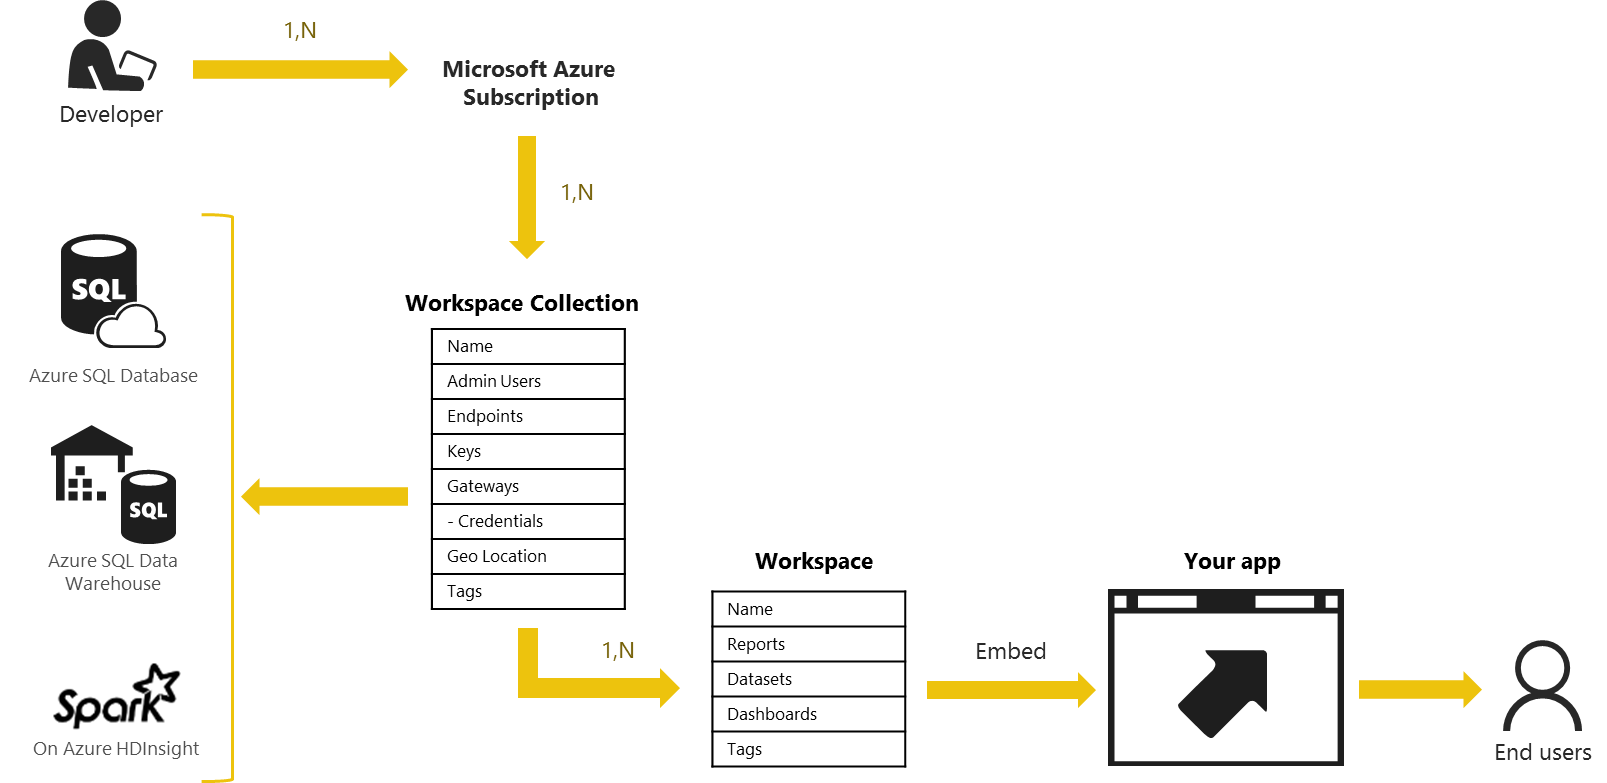 1,N
Developer
Microsoft Azure
Subscription
1,N
SQL
Azure SQL Database
SQL
Azure SQL Data
Warehouse
Spark
On Azure HDInsight
Workspace Collection
Name
Admin Users
Endpoints
Keys
Gateways
- Credentials
Geo Location
Tags
1,N
Workspace
Name
Reports
Datasets
Dashboards
Tags
Embed
Your app
End users